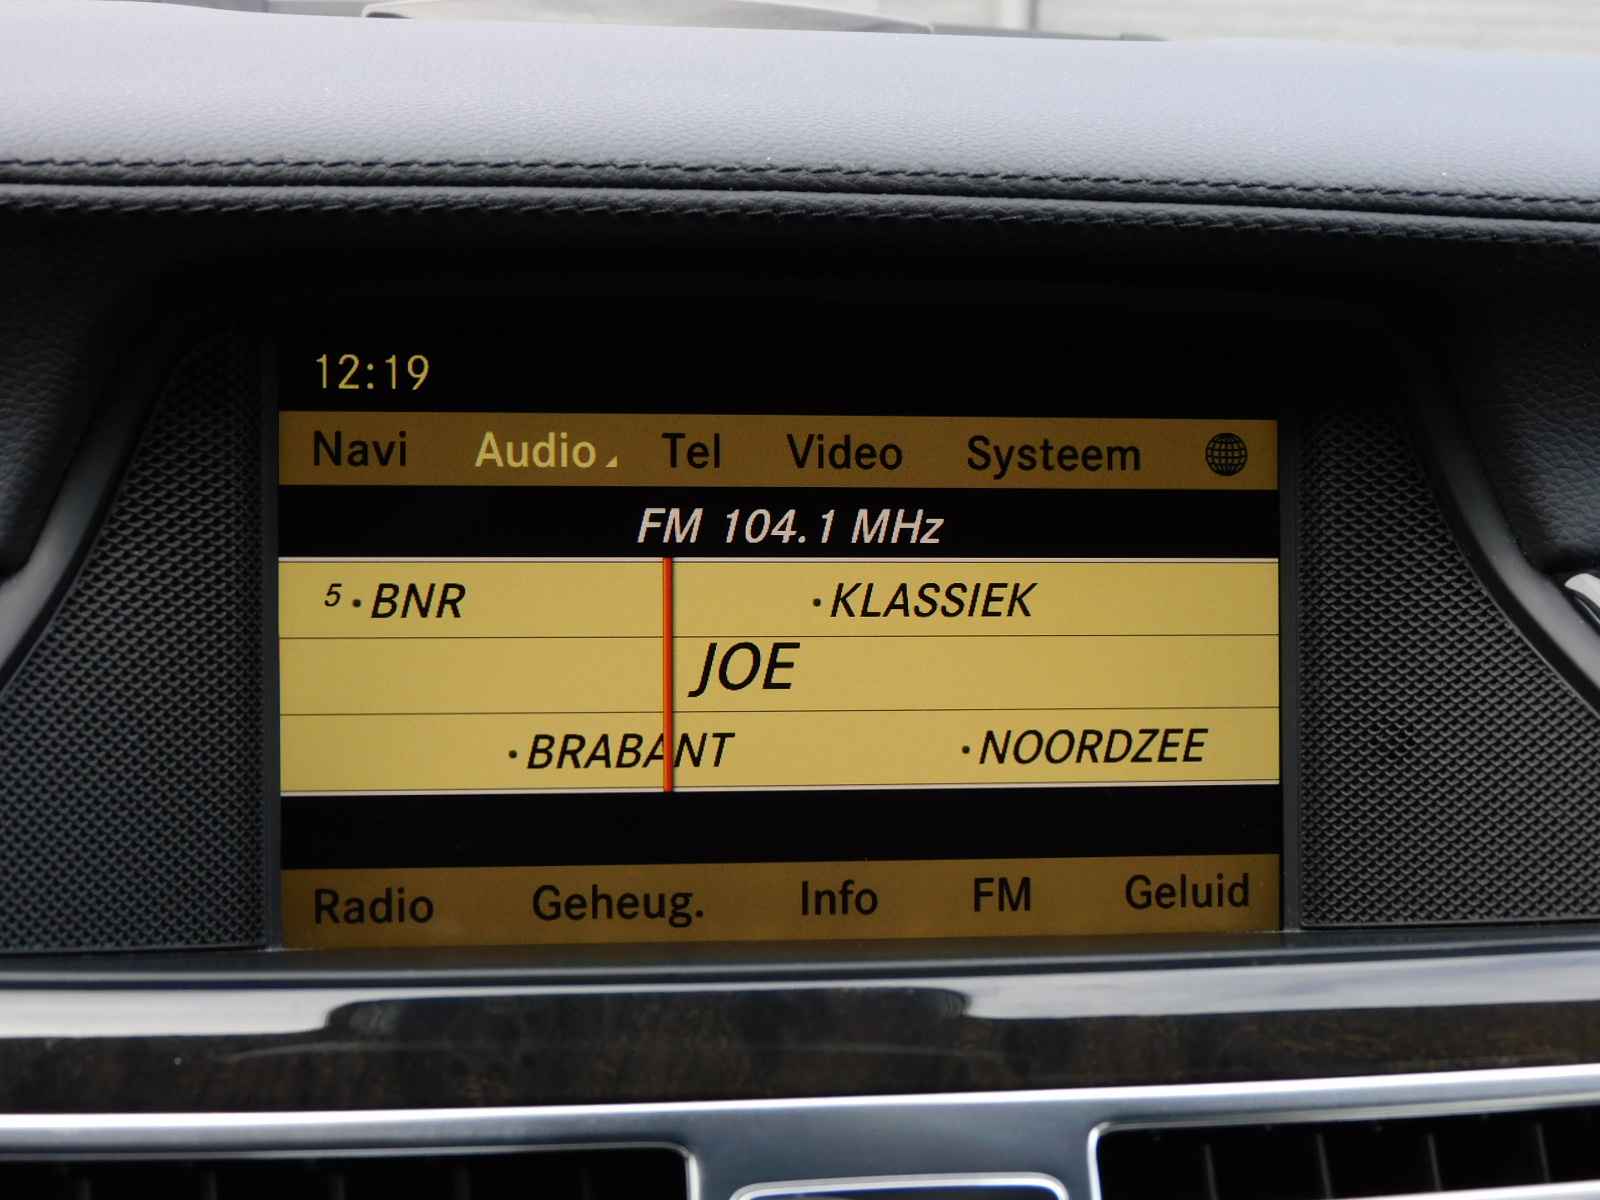 12:19
Navi Audio Tel Video Systeem
FM 104.1 MHz
5 · BNR · KLASSIEK
JOE
· BRABANT · NOORDZEE
Radio Geheug. Info FM Geluid